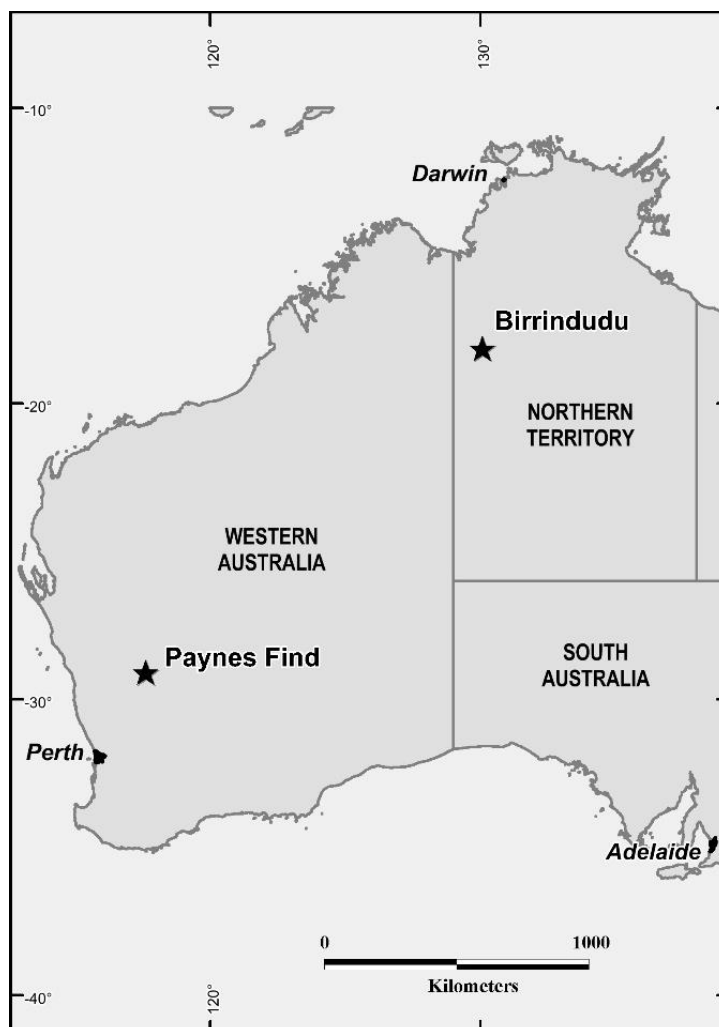 120°
130°
-10°
Darwin
Birrindudu
-20°
NORTHERN
TERRITORY
WESTERN
AUSTRALIA
Paynes Find
SOUTH
AUSTRALIA
-30°
Perth
Adelaide
0 1000
Kilometers
-40°
120°
130°